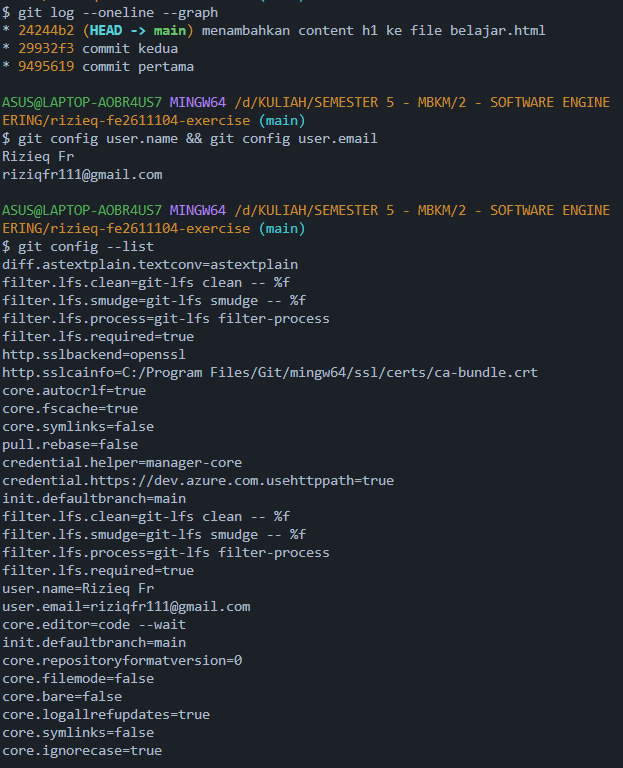 $ git log --oneline --graph
* 24244b2 (HEAD -> main) menambahkan content h1 ke file belajar.html
* 29932f3 commit kedua
* 9495619 commit pertama
ASUS@LAPTOP-AOBR4US7 MINGW64 /d/KULIAH/SEMESTER 5 - MBKM/2 - SOFTWARE ENGINE
ERING/rizieq-fe2611104-exercise (main)
$ git config user.name && git config user.email
Rizieq Fr
riziqfr111@gmail.com
ASUS@LAPTOP-AOBR4US7 MINGW64 /d/KULIAH/SEMESTER 5 - MBKM/2 - SOFTWARE ENGINE
ERING/rizieq-fe2611104-exercise (main)
$ git config --list
diff.astextplain.textconv=astextplain
filter.lfs.clean=git-lfs clean -- %f
filter.lfs.smudge=git-lfs smudge -- %f
filter.lfs.process=git-lfs filter-process
filter.lfs.required=true
http.sslbackend=openssl
http.sslcainfo=C:/Program Files/Git/mingw64/ssl/certs/ca-bundle.crt
core.autocrlf=true
core.fscache=true
core.symlinks=false
pull.rebase=false
credential.helper=manager-core
credential.https://dev.azure.com.usehttppath=true
init.defaultbranch=main
filter.lfs.clean=git-lfs clean -- %f
filter.lfs.smudge=git-lfs smudge -- %f
filter.lfs.process=git-lfs filter-process
filter.lfs.required=true
user.name=Rizieq Fr
user.email=riziqfr111@gmail.com
core.editor=code --wait
init.defaultbranch=main
core.repositoryformatversion=0
core.filemode=false
core.bare=false
core.logallrefupdates=true
core.symlinks=false
core.ignorecase=true